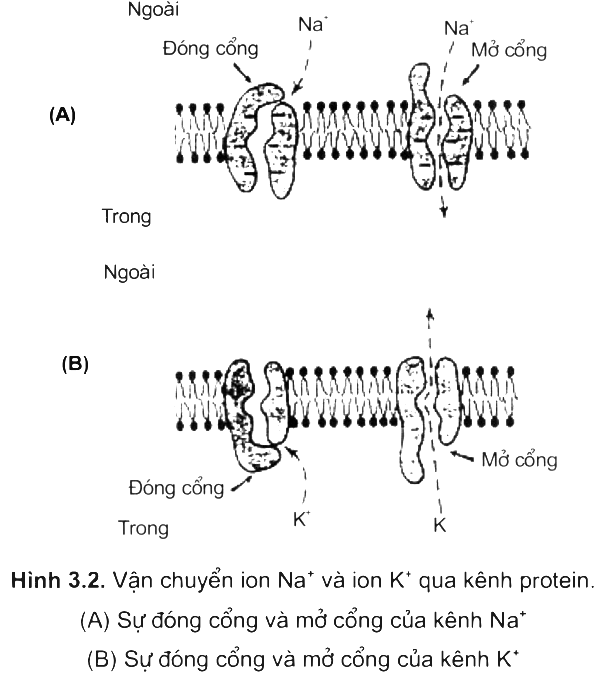 Ngoài
Na⁺
Na⁺
Đóng cổng
Mở cổng
(A)
Trong
Ngoài
(B)
Mở cổng
Đóng cổng
K⁺
K
Trong
Hình 3.2. Vận chuyển ion Na⁺ và ion K⁺ qua kênh protein.
(A) Sự đóng cổng và mở cổng của kênh Na⁺
(B) Sự đóng cổng và mở cổng của kênh K⁺